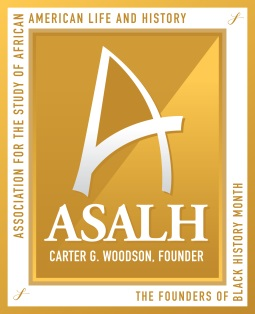 ASSOCIATION FOR THE STUDY OF AFRICAN
AMERICAN LIFE AND HISTORY
ASALH
CARTER G. WOODSON, FOUNDER
THE FOUNDERS OF
BLACK HISTORY MONTH